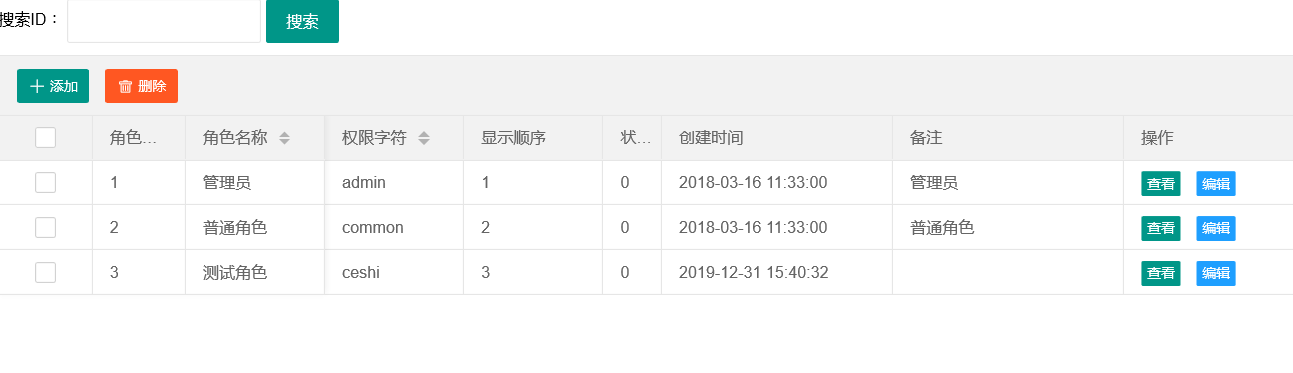 搜索ID： 搜索
添加 删除
角色... 角色名称 权限字符 显示顺序 状... 创建时间 备注 操作
1 管理员 admin 1 0 2018-03-16 11:33:00 管理员 查看 编辑
2 普通角色 common 2 0 2018-03-16 11:33:00 普通角色 查看 编辑
3 测试角色 ceshi 3 0 2019-12-31 15:40:32 查看 编辑